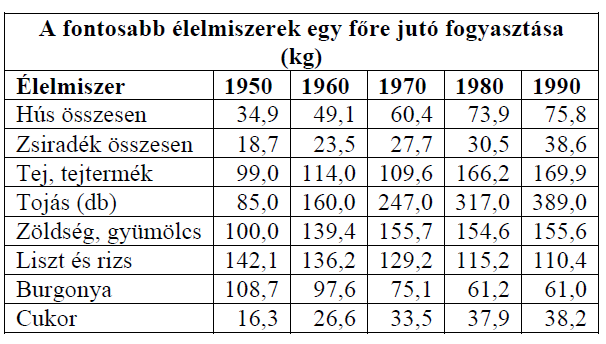 A fontosabb élelmiszerek egy főre jutó fogyasztása
(kg)
Élelmiszer 1950 1960 1970 1980 1990
Hús összesen 34,9 49,1 60,4 73,9 75,8
Zsiradék összesen 18,7 23,5 27,7 30,5 38,6
Tej, tejtermék 99,0 114,0 109,6 166,2 169,9
Tojás (db) 85,0 160,0 247,0 317,0 389,0
Zöldség, gyümölcs 100,0 139,4 155,7 154,6 155,6
Liszt és rizs 142,1 136,2 129,2 115,2 110,4
Burgonya 108,7 97,6 75,1 61,2 61,0
Cukor 16,3 26,6 33,5 37,9 38,2